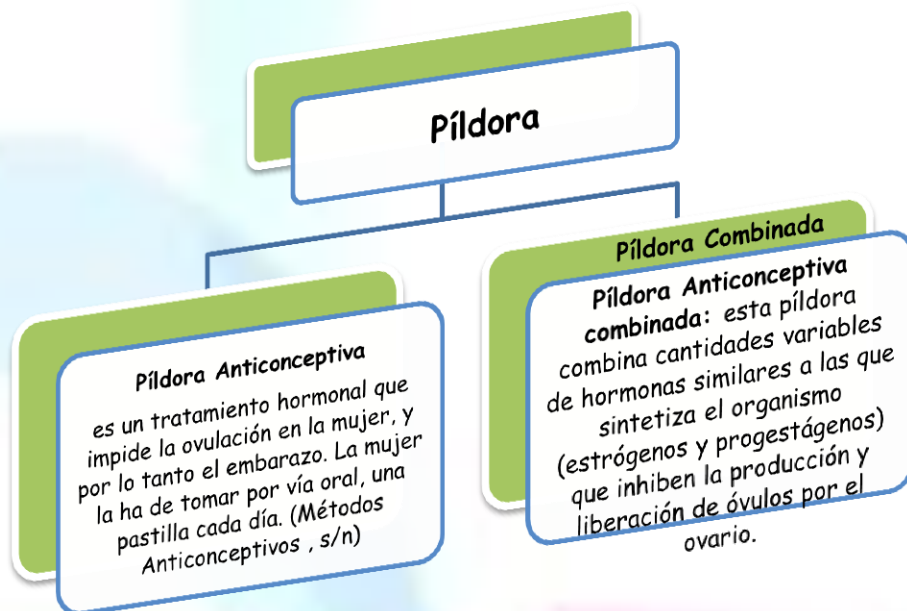 Píldora
Píldora Anticonceptiva
es un tratamiento hormonal que
impide la ovulación en la mujer, y
por lo tanto el embarazo. La mujer
la ha de tomar por vía oral, una
pastilla cada día. (Métodos
Anticonceptivos , s/n)
Píldora Combinada
Píldora Anticonceptiva
combinada: esta píldora
combina cantidades variables
de hormonas similares a las que
sintetiza el organismo
(estrógenos y progestágenos)
que inhiben la producción y
liberación de óvulos por el
ovario.